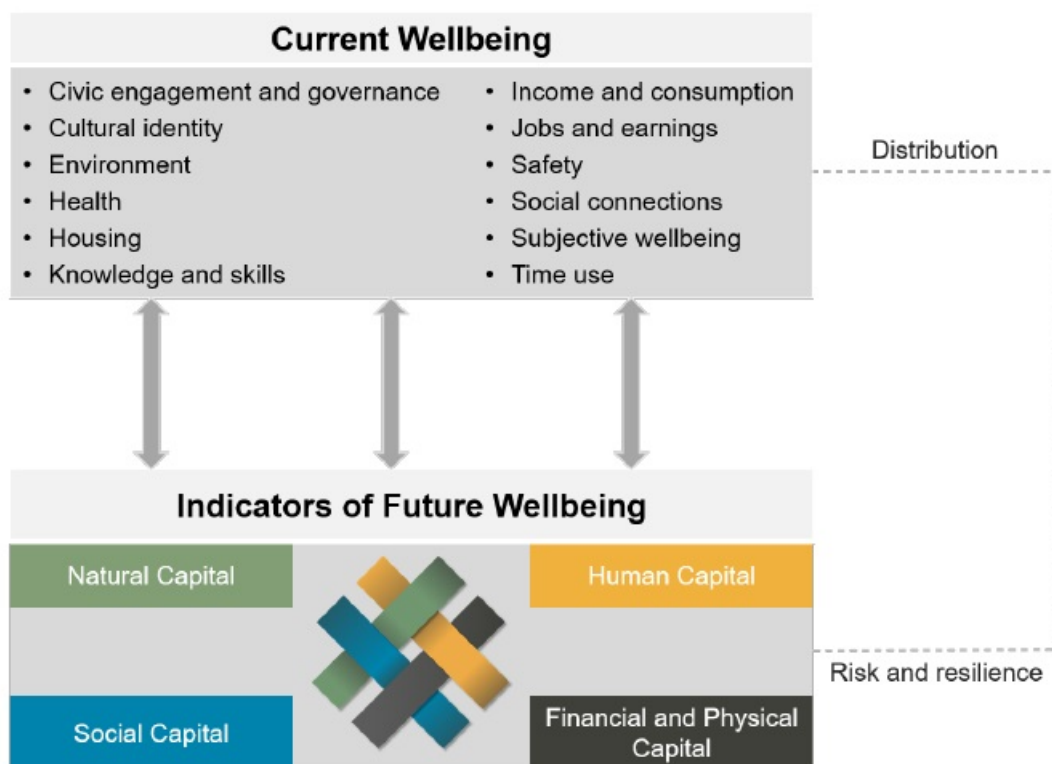 Current Wellbeing
• Civic engagement and governance
• Cultural identity
• Environment
• Health
• Housing
• Knowledge and skills
• Income and consumption
• Jobs and earnings
• Safety
• Social connections
• Subjective wellbeing
• Time use
Distribution
Indicators of Future Wellbeing
Natural Capital
Human Capital
Social Capital
Financial and Physical
Capital
Risk and resilience